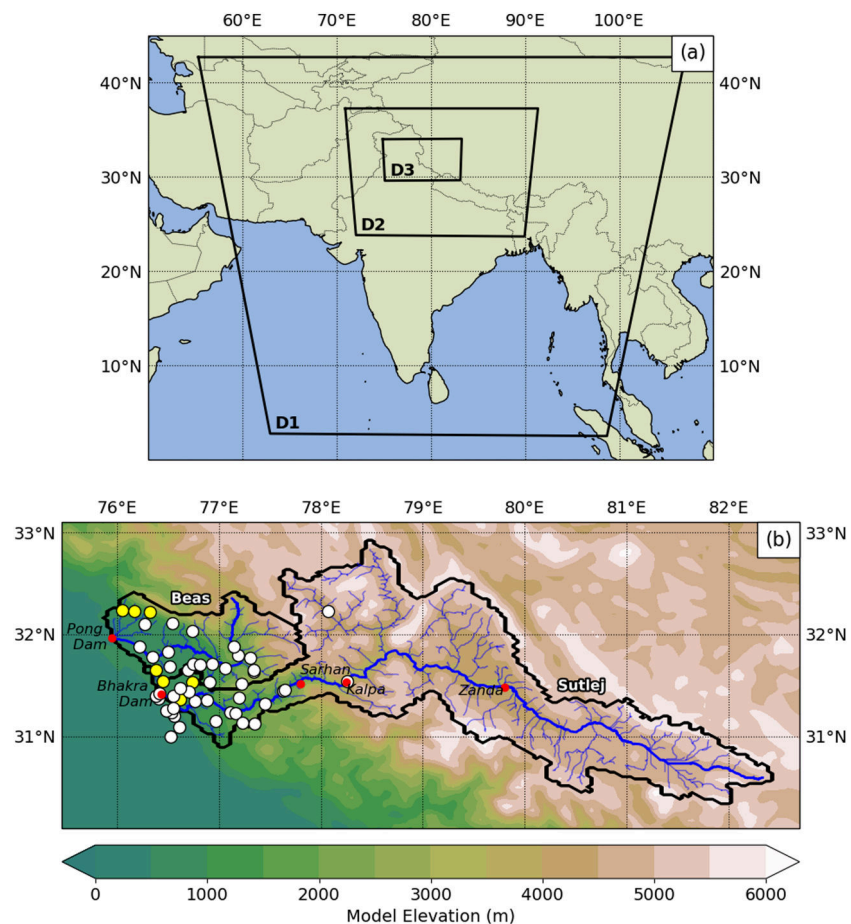 60°E 70°E 80°E 90°E 100°E
(a)
40°N 40°N
D3
30°N 30°N
D2
20°N 20°N
10°N 10°N
D1
76°E 77°E 78°E 79°E 80°E 81°E 82°E
33°N (b) 33°N
Beas
Pong
Dam
32°N 32°N
Sarhan
Bhakra
Dam
Kalpa
Zanda
Sutlej
31°N 31°N
0 1000 2000 3000 4000 5000 6000
Model Elevation (m)